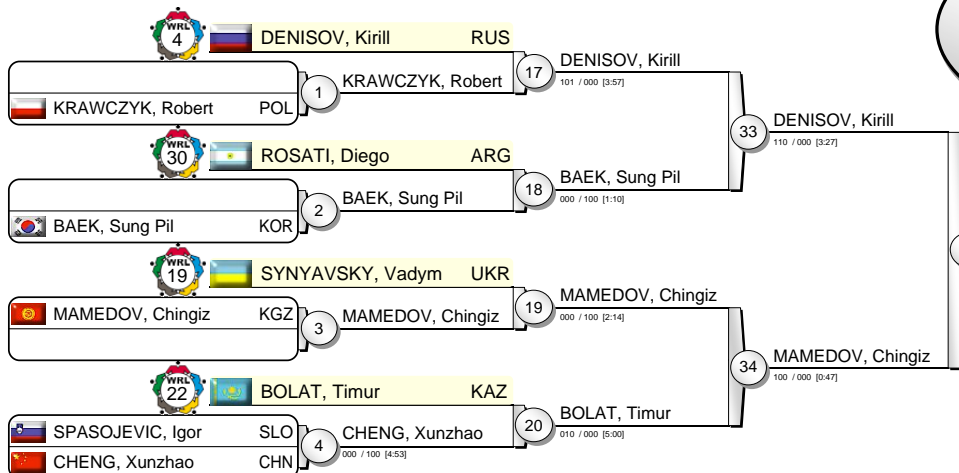 WRL
4
DENISOV, Kirill RUS
KRAWCZYK, Robert POL
1
KRAWCZYK, Robert
17
DENISOV, Kirill
101 / 000 [3:57]
WRL
30
ROSATI, Diego ARG
BAEK, Sung Pil KOR
2
BAEK, Sung Pil
18
BAEK, Sung Pil
000 / 100 [1:10]
33
DENISOV, Kirill
110 / 000 [3:27]
WRL
19
SYNYAVSKY, Vadym UKR
MAMEDOV, Chingiz KGZ
3
MAMEDOV, Chingiz
19
MAMEDOV, Chingiz
000 / 100 [2:14]
WRL
22
BOLAT, Timur KAZ
SPASOJEVIC, Igor SLO
CHENG, Xunzhao CHN
4
CHENG, Xunzhao
000 / 100 [4:53]
20
BOLAT, Timur
010 / 000 [5:00]
34
MAMEDOV, Chingiz
100 / 000 [0:47]